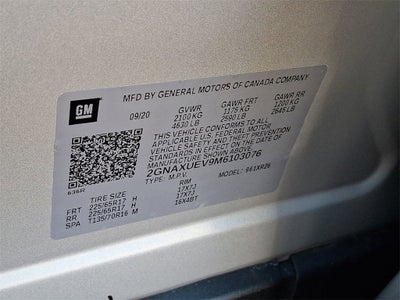 GM
MFD BY GENERAL MOTORS OF CANADA COMPANY
09/20 GVWR GAWR FRT GAWR RR
2100 KG 1175 KG 1200 KG
4630 LB 2590 LB 2645 LB
THIS VEHICLE CONFORMS TO ALL
APPLICABLE U.S. FEDERAL MOTOR
VEHICLE SAFETY AND THEFT PREVENTION
STANDARDS IN EFFECT ON THE DATE OF
MANUFACTURE SHOWN ABOVE.
2GNAXUEV9M6103076
TYPE: M.P.V. MODEL:
636R
TIRE SIZE RIM
FRT 225/65R17 H 17X7J
RR 225/65R17 H 17X7J
SPA T135/70R16 M 16X4BT